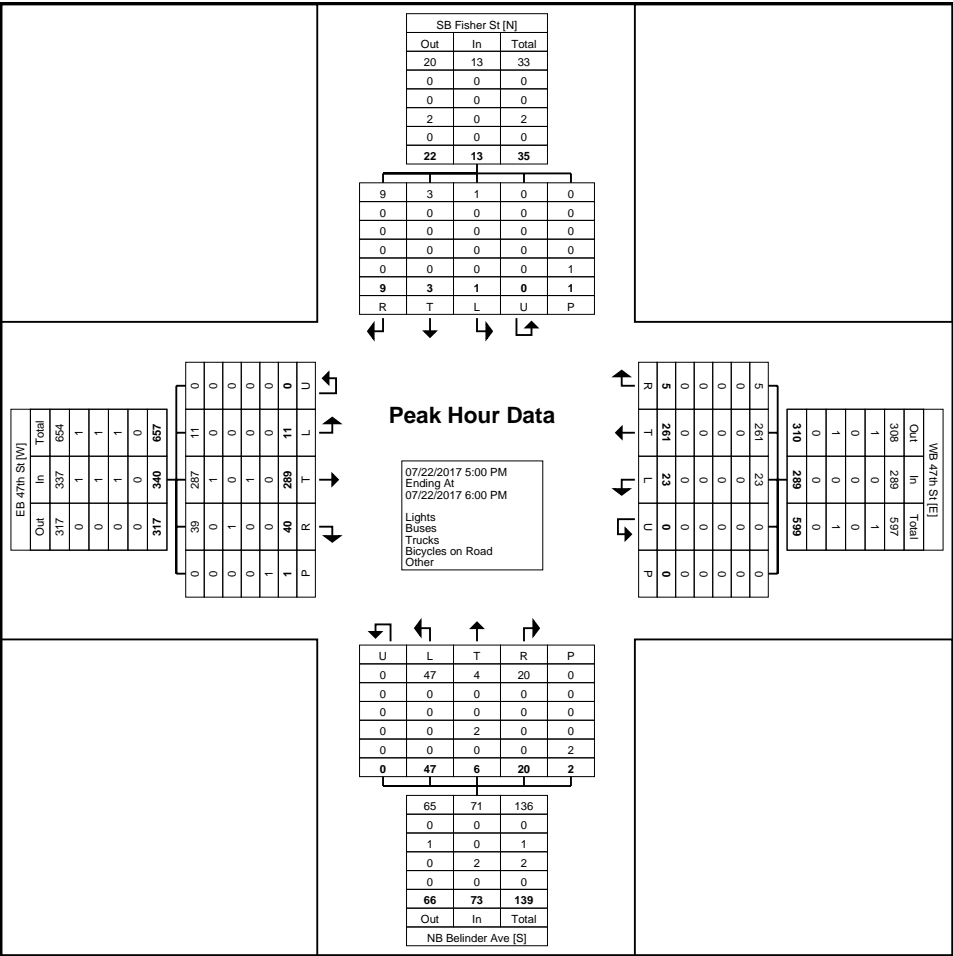 SB Fisher St [N]
Out In Total
20 13 33
0 0 0
0 0 0
2 0 2
0 0 0
22 13 35
9 3 1 0 0
0 0 0 0 0
0 0 0 0 0
0 0 0 0 0
0 0 0 0 1
9 3 1 0 1
R T L U P
EB 47th St [W]
Out In Total
317 337 654
0 1 1
0 1 1
0 1 1
0 0 0
317 340 657
0 39 287 11 0
0 0 1 0 0
0 1 0 0 0
0 0 1 0 0
1 0 0 0 0
1 40 289 11 0
P R T L U
Peak Hour Data
07/22/2017 5:00 PM
Ending At
07/22/2017 6:00 PM
Lights
Buses
Trucks
Bicycles on Road
Other
WB 47th St [E]
Out In Total
308 289 597
1 0 1
0 0 0
1 0 1
0 0 0
310 289 599
5 261 23 0 0
0 0 0 0 0
0 0 0 0 0
0 0 0 0 0
0 0 0 0 0
5 261 23 0 0
R T L U P
U L T R P
0 47 4 20 0
0 0 0 0 0
0 0 0 0 0
0 0 2 0 0
0 0 0 0 2
0 47 6 20 2
65 71 136
0 0 0
1 0 1
0 2 2
0 0 0
66 73 139
Out In Total
NB Belinder Ave [S]